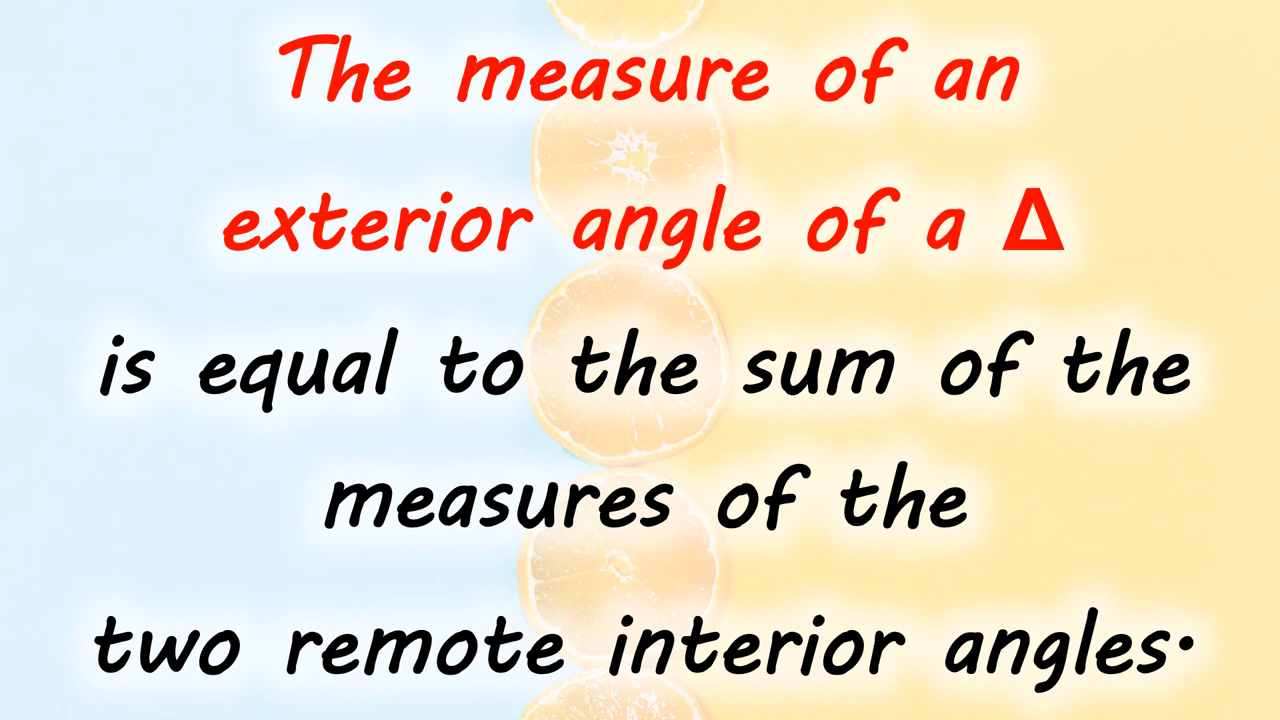 The measure of an
exterior angle of a Δ
is equal to the sum of the
measures of the
two remote interior angles·